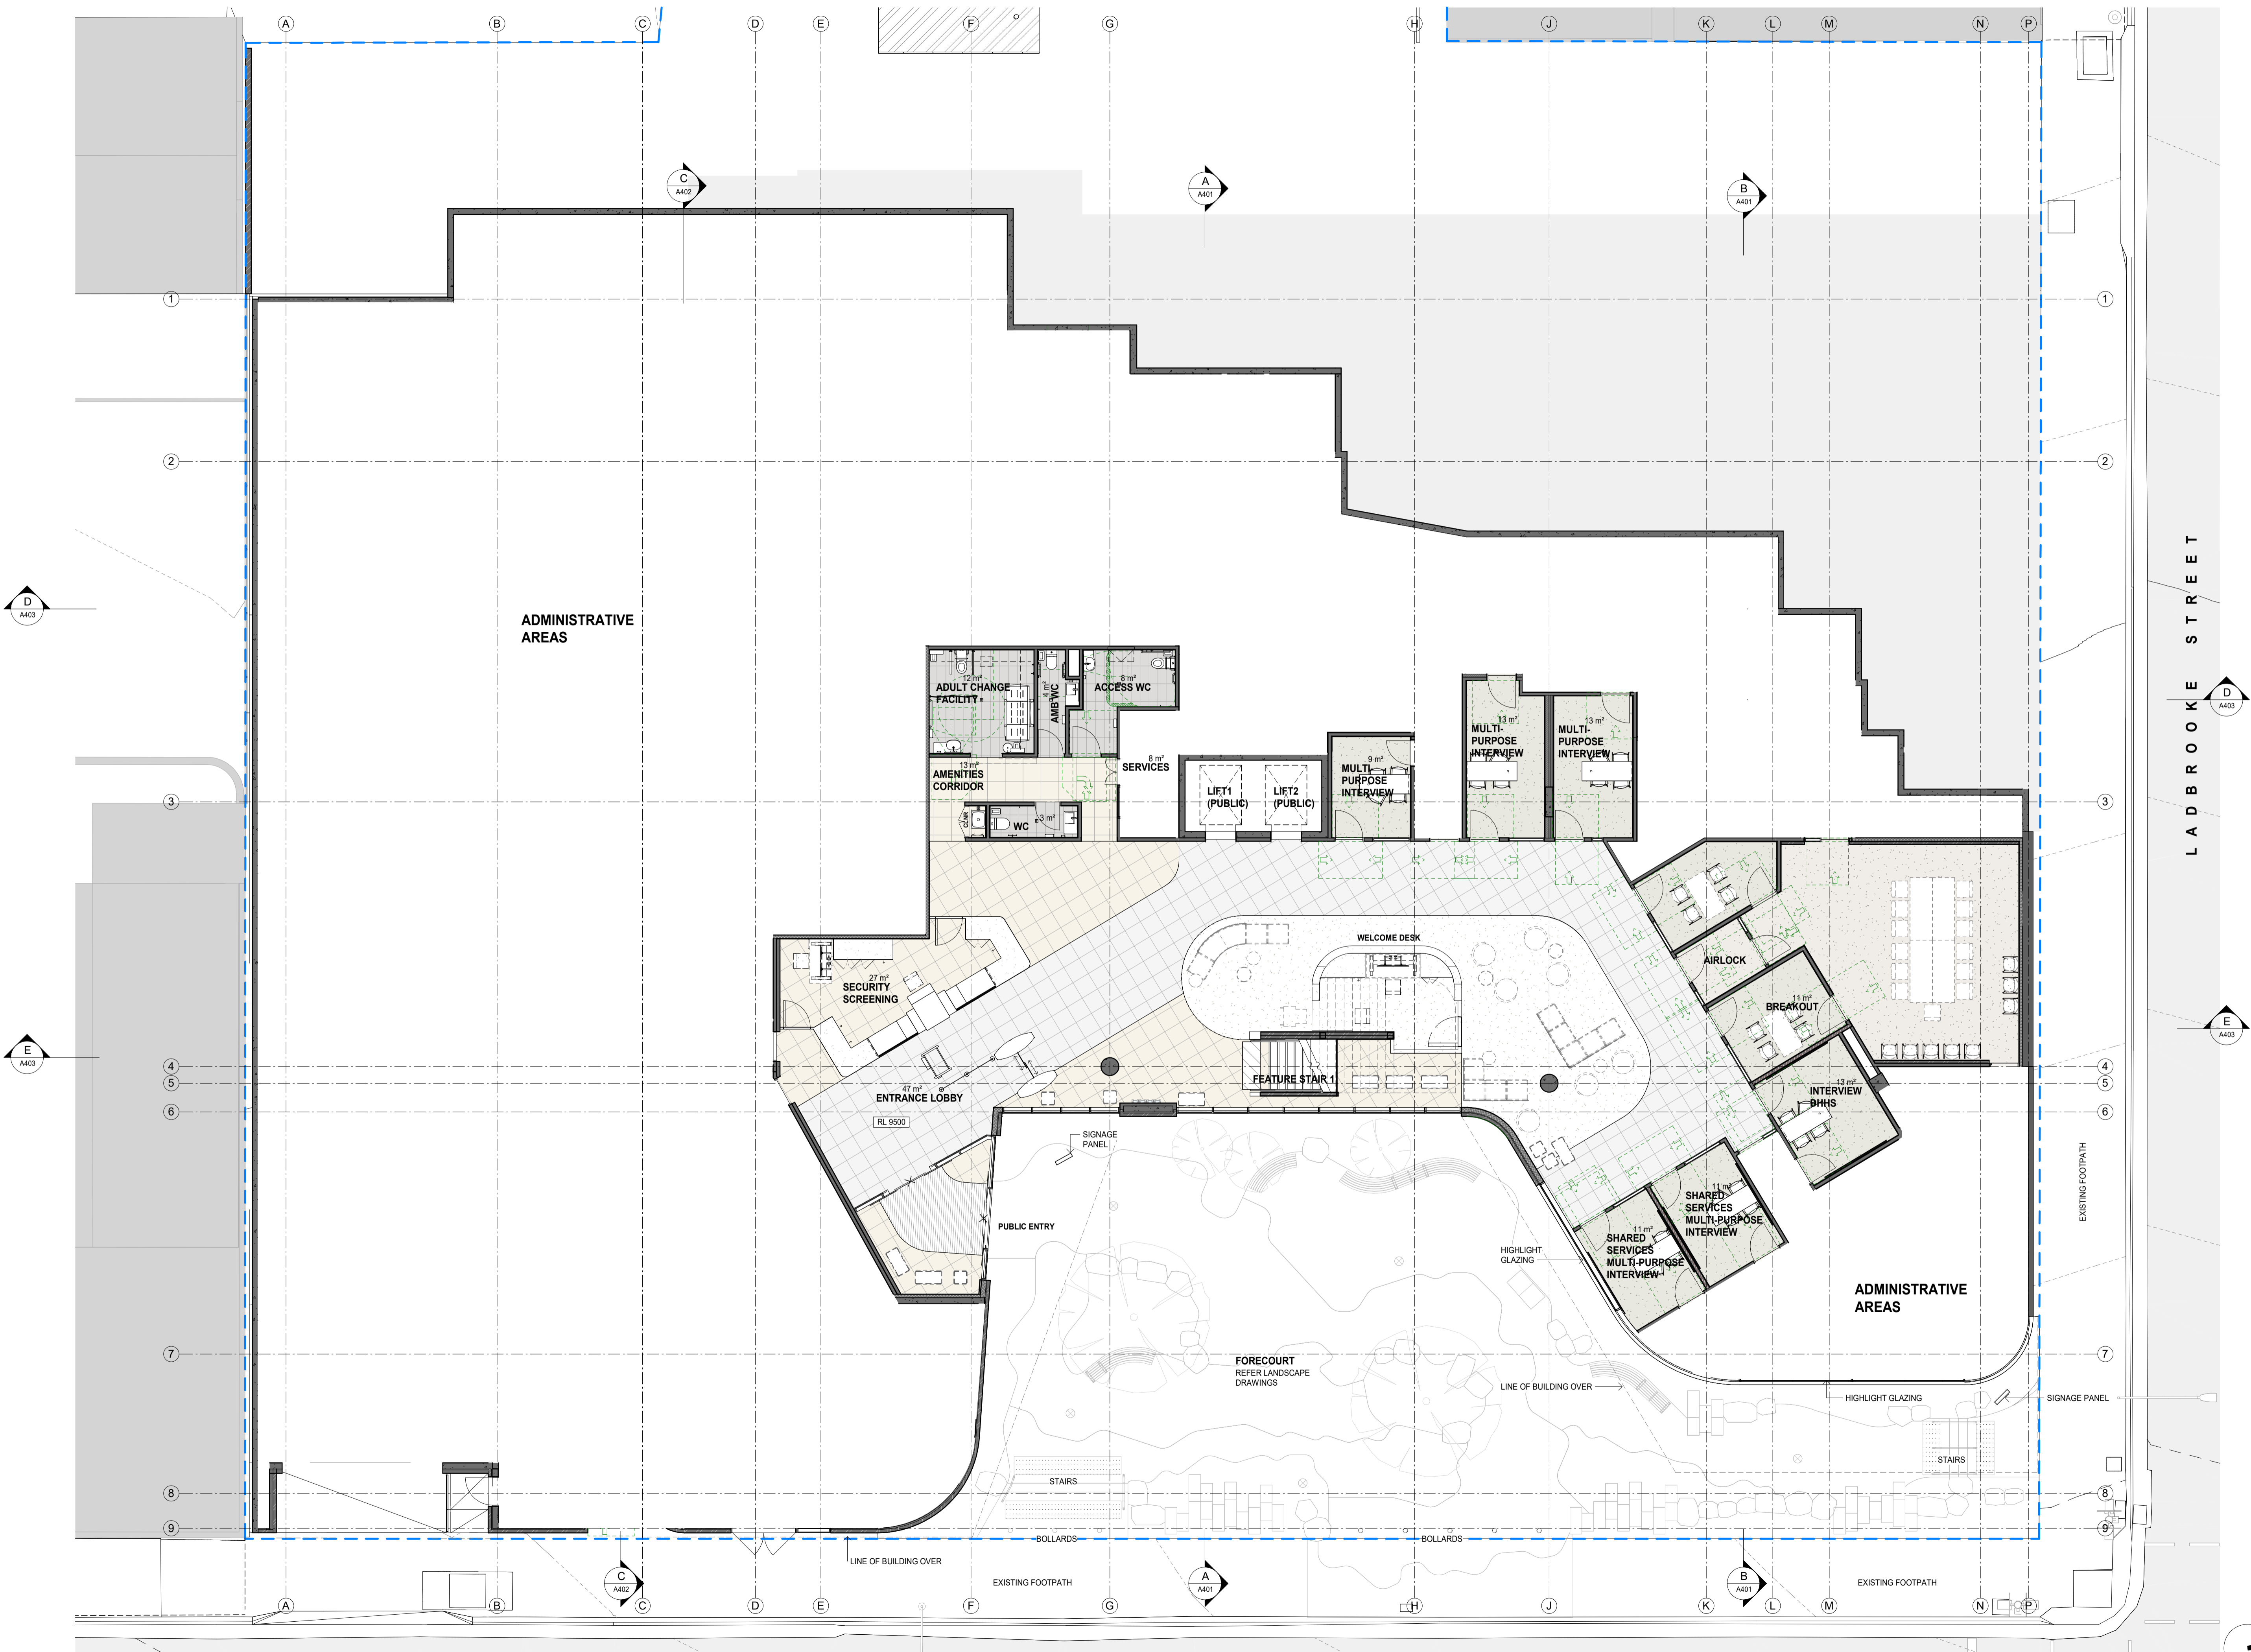 A B C D E F G H J K L M N P
C
A402
A
A401
B
A401
1 1
2 2
LADBROOKE STREET
D
A403
ADMINISTRATIVE
AREAS
12 m²
ADULT CHANGE
FACILITY
4 m²
AMB WC
8 m²
ACCESS WC
D
A403
13 m²
MULTI-
PURPOSE
INTERVIEW
13 m²
MULTI-
PURPOSE
INTERVIEW
13 m²
AMENITIES
CORRIDOR
8 m²
SERVICES
9 m²
MULTI-
PURPOSE
INTERVIEW
LIFT1
(PUBLIC)
LIFT2
(PUBLIC)
3 3
CLNR
WC
3 m²
WELCOME DESK
AIRLOCK
27 m²
SECURITY
SCREENING
11 m²
BREAKOUT
E
A403
E
A403
4 4
5 5
FEATURE STAIR 1
47 m²
ENTRANCE LOBBY
13 m²
INTERVIEW
DHHS
6 6
RL 9500
SIGNAGE
PANEL
EXISTING FOOTPATH
11 m²
SHARED
SERVICES
MULTI-PURPOSE
INTERVIEW
PUBLIC ENTRY
11 m²
SHARED
SERVICES
MULTI-PURPOSE
INTERVIEW
HIGHLIGHT
GLAZING
ADMINISTRATIVE
AREAS
7 7
FORECOURT
REFER LANDSCAPE
DRAWINGS
LINE OF BUILDING OVER
HIGHLIGHT GLAZING
SIGNAGE PANEL
STAIRS
STAIRS
8 8
9 9
BOLLARDS
BOLLARDS
LINE OF BUILDING OVER
C
A402
EXISTING FOOTPATH
A
A401
B
A401
EXISTING FOOTPATH
A B C D E F G H J K L M N P